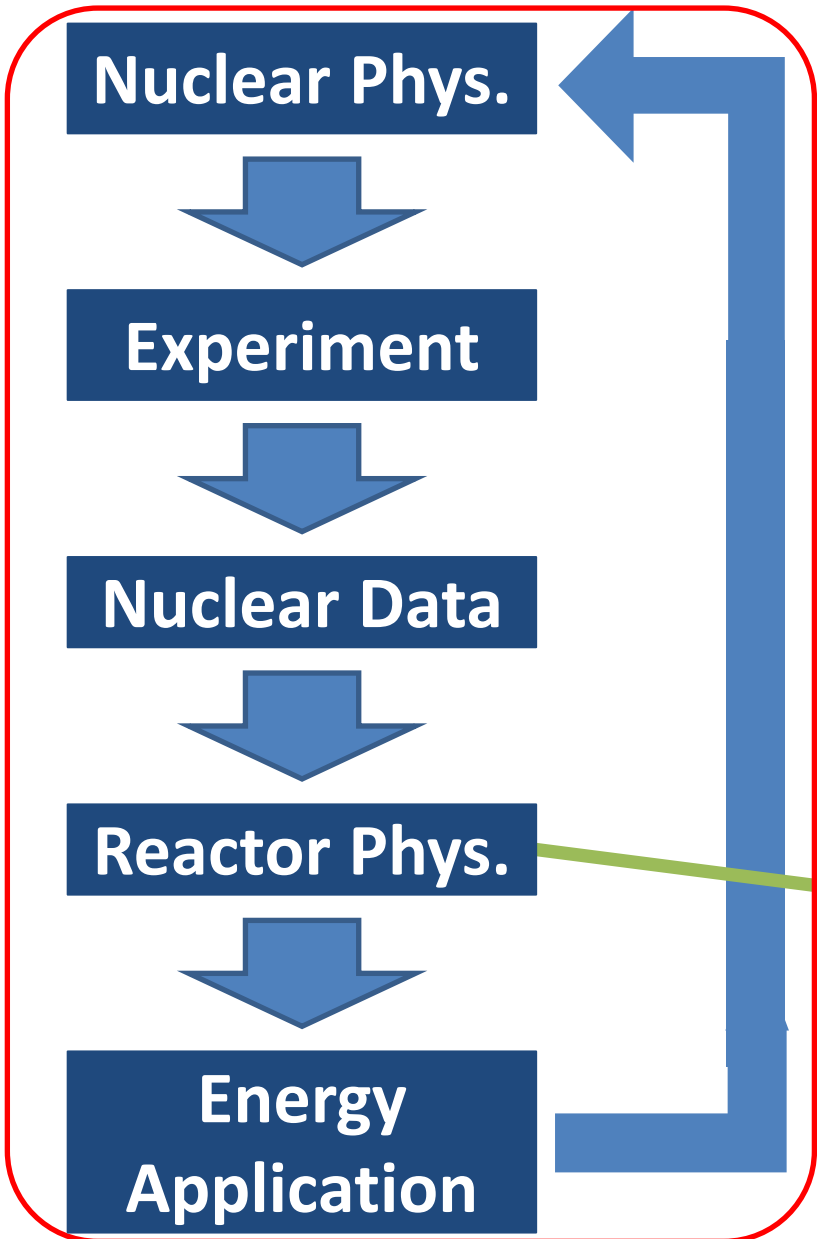 Nuclear Phys.
Experiment
Nuclear Data
Reactor Phys.
Energy
Application